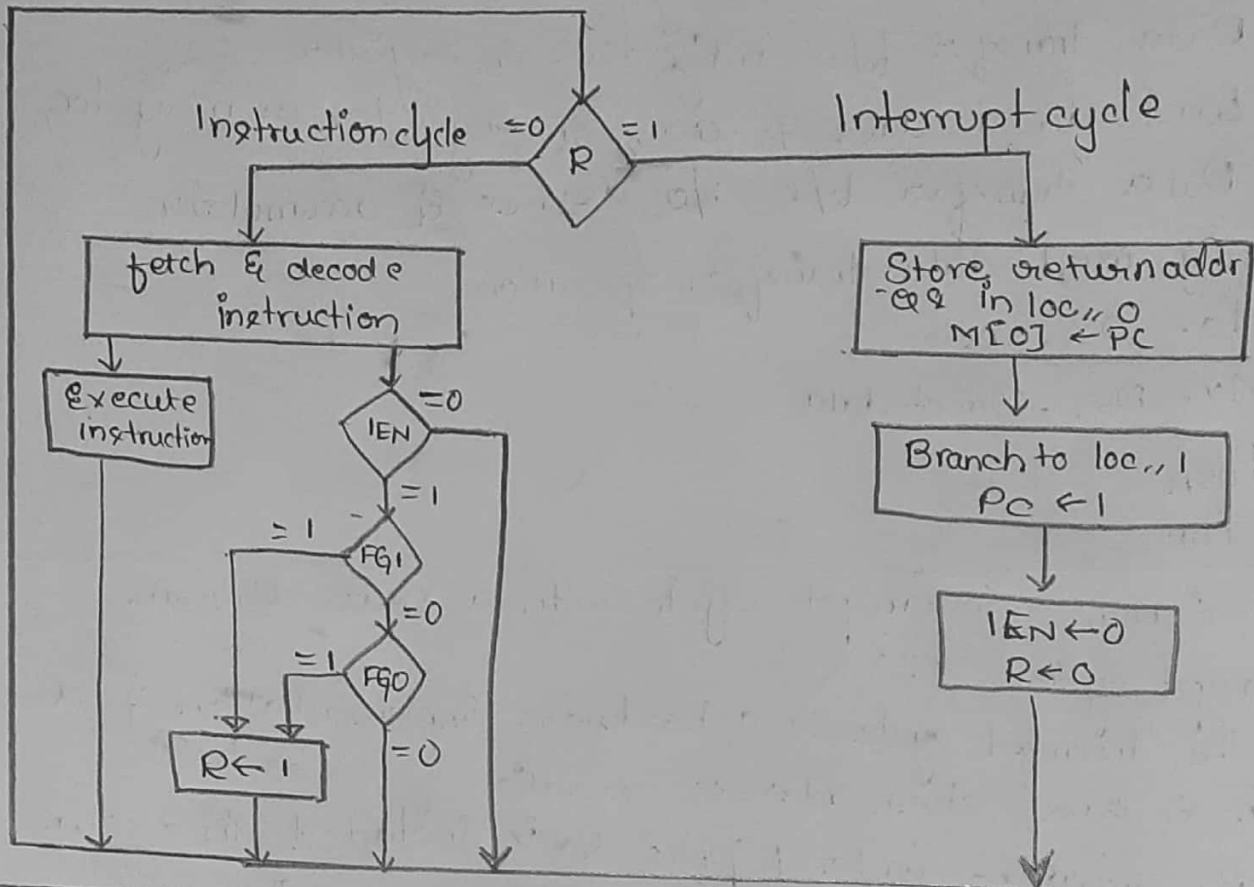 Instruction cycle
=0
=1
Interrupt cycle
R
fetch & decode
instruction
Execute
instruction
IEN
=0
=1
FGI
=1
=0
FGO
=1
=0
R ← 1
Store return addr
in loc,, 0
M[0] ← PC
Branch to loc,, 1
PC ← 1
IEN ← 0
R ← 0